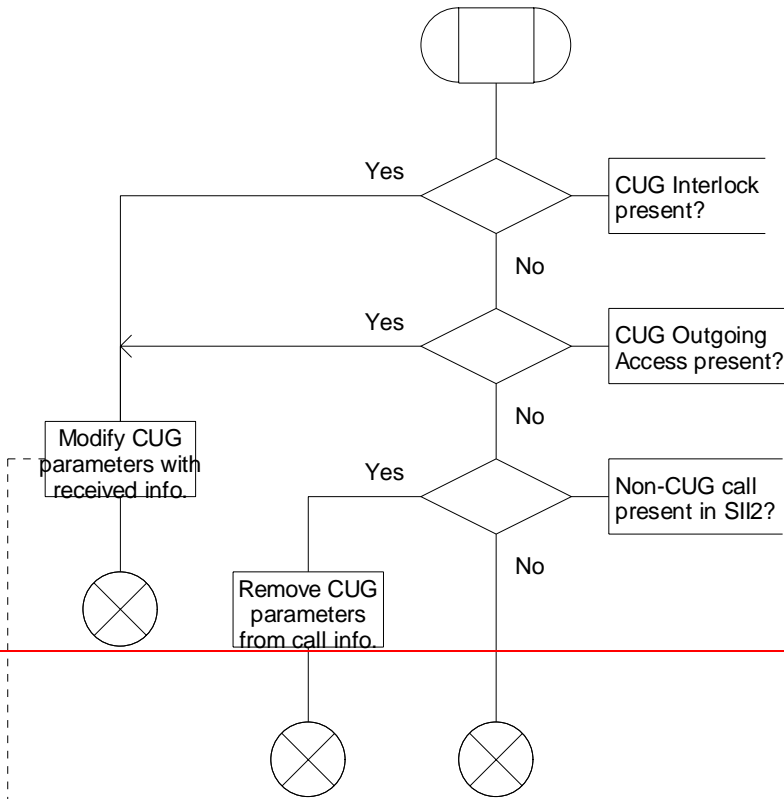 Yes
CUG Interlock
present?
No
Yes
CUG Outgoing
Access present?
No
Modify CUG
parameters with
received info.
Yes
Non-CUG call
present in SII2?
No
Remove CUG
parameters
from call info.